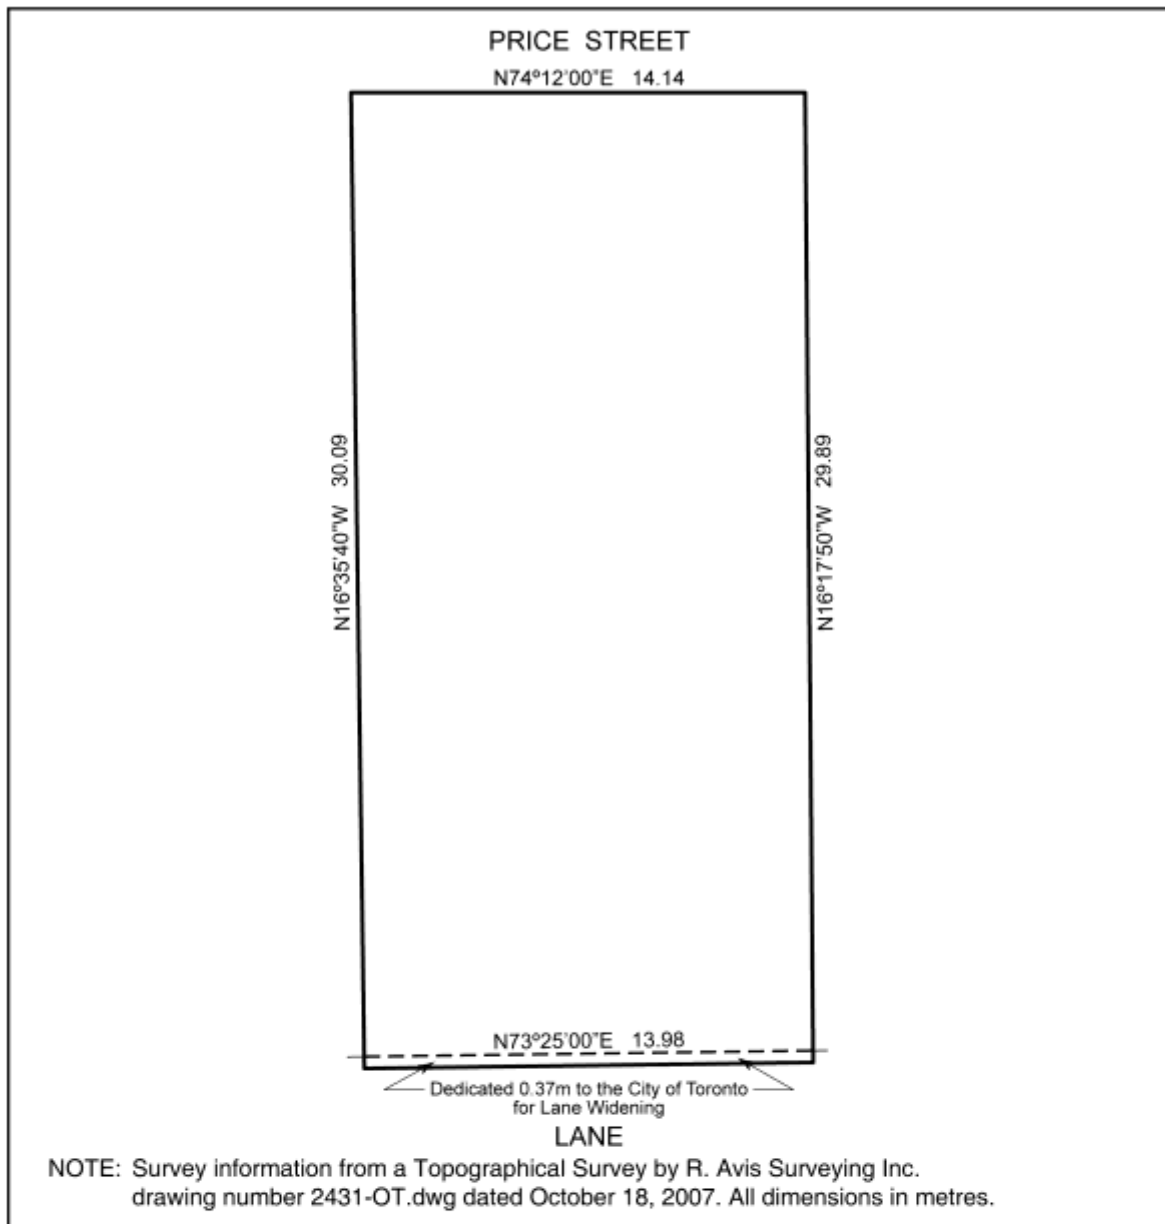 PRICE STREET
N74º12'00"E 14.14
N16º35'40"W 30.09
N16º17'50"W 29.89
N73º25'00"E 13.98
Dedicated 0.37m to the City of Toronto
for Lane Widening
LANE
NOTE: Survey information from a Topographical Survey by R. Avis Surveying Inc.
drawing number 2431-OT.dwg dated October 18, 2007. All dimensions in metres.